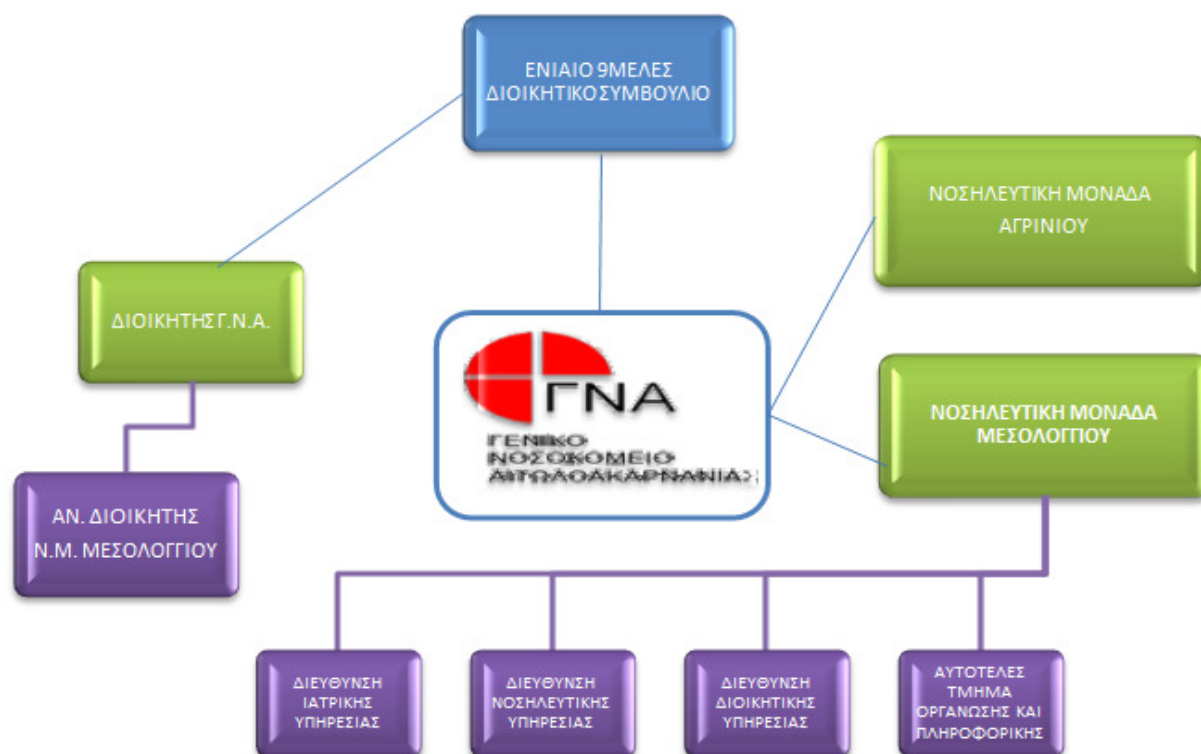 ΕΝΙΑΙΟ 9ΜΕΛΕΣ
ΔΙΟΙΚΗΤΙΚΟ ΣΥΜΒΟΥΛΙΟ
ΝΟΣΗΛΕΥΤΙΚΗ ΜΟΝΑΔΑ
ΑΓΡΙΝΙΟΥ
ΔΙΟΙΚΗΤΗΣ Γ.Ν.Α.
ΓΝΑ
ΓΕΝΙΚΟ
ΝΟΣΟΚΟΜΕΙΟ
ΑΙΤΩΛΟΑΚΑΡΝΑΝΙΑΣ
ΝΟΣΗΛΕΥΤΙΚΗ ΜΟΝΑΔΑ
ΜΕΣΟΛΟΓΓΙΟΥ
ΑΝ. ΔΙΟΙΚΗΤΗΣ
Ν.Μ. ΜΕΣΟΛΟΓΓΙΟΥ
ΔΙΕΥΘΥΝΣΗ
ΙΑΤΡΙΚΗΣ
ΥΠΗΡΕΣΙΑΣ
ΔΙΕΥΘΥΝΣΗ
ΝΟΣΗΛΕΥΤΙΚΗΣ
ΥΠΗΡΕΣΙΑΣ
ΔΙΕΥΘΥΝΣΗ
ΔΙΟΙΚΗΤΙΚΗΣ
ΥΠΗΡΕΣΙΑΣ
ΑΥΤΟΤΕΛΕΣ
ΤΜΗΜΑ
ΟΡΓΑΝΩΣΗΣ ΚΑΙ
ΠΛΗΡΟΦΟΡΙΚΗΣ